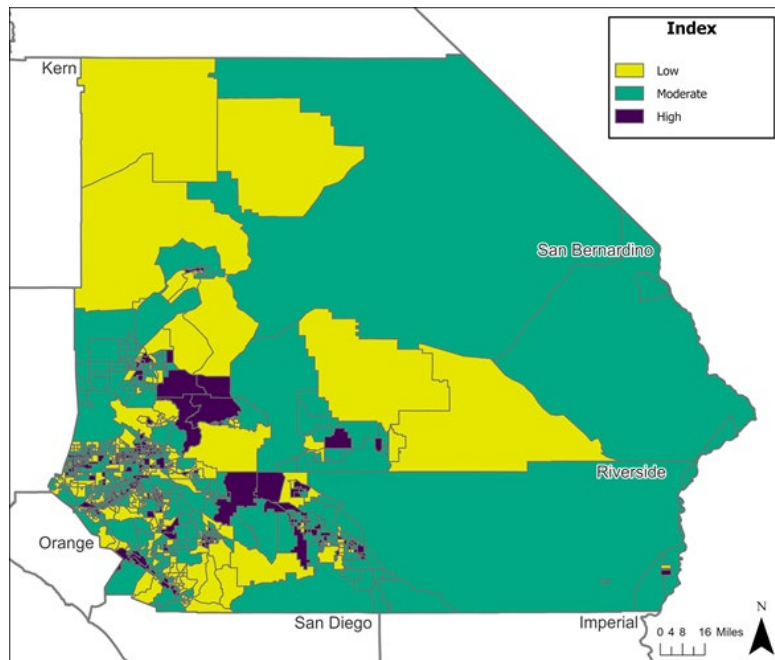 Index
Low
Moderate
High
Kern
San Bernardino
Riverside
Orange
San Diego
Imperial
0 4 8 16 Miles
N